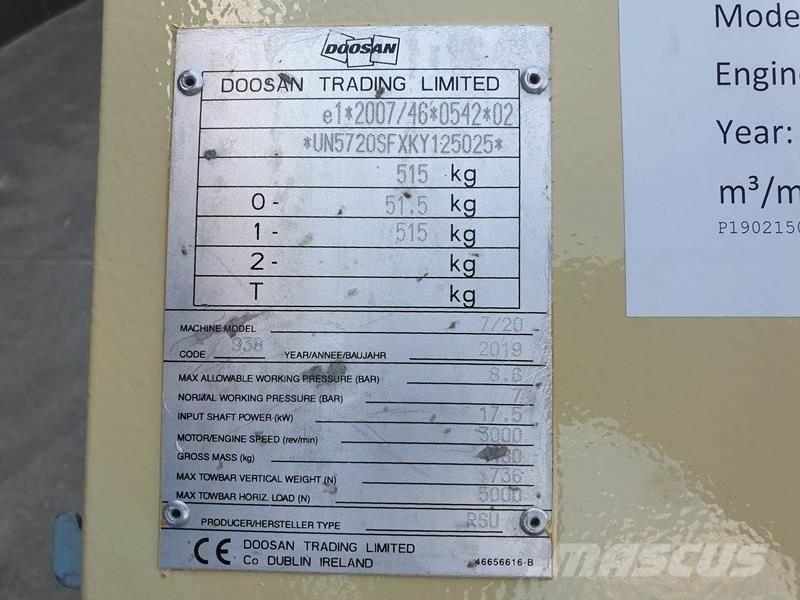 DOOSAN
DOOSAN TRADING LIMITED
e1*2007/46*0542*02
*UN5720SFXKY125025*
515 kg
0- 51.5 kg
1- 515 kg
2- kg
T kg
MACHINE MODEL 7/20
CODE 938 YEAR/ANNEE/BAUJAHR 2019
MAX ALLOWABLE WORKING PRESSURE (BAR) 8.6
NORMAL WORKING PRESSURE (BAR) 7
INPUT SHAFT POWER (kW) 17.5
MOTOR/ENGINE SPEED (rev/min) 3000
GROSS MASS (kg)
MAX TOWBAR VERTICAL WEIGHT (N) 736
MAX TOWBAR HORIZ. LOAD (N) 5000
PRODUCER/HERSTELLER TYPE RSU
CE DOOSAN TRADING LIMITED
Co DUBLIN IRELAND 46656616-B
Mode
Engine
Year:
m³/m
P1902150
MASCUS